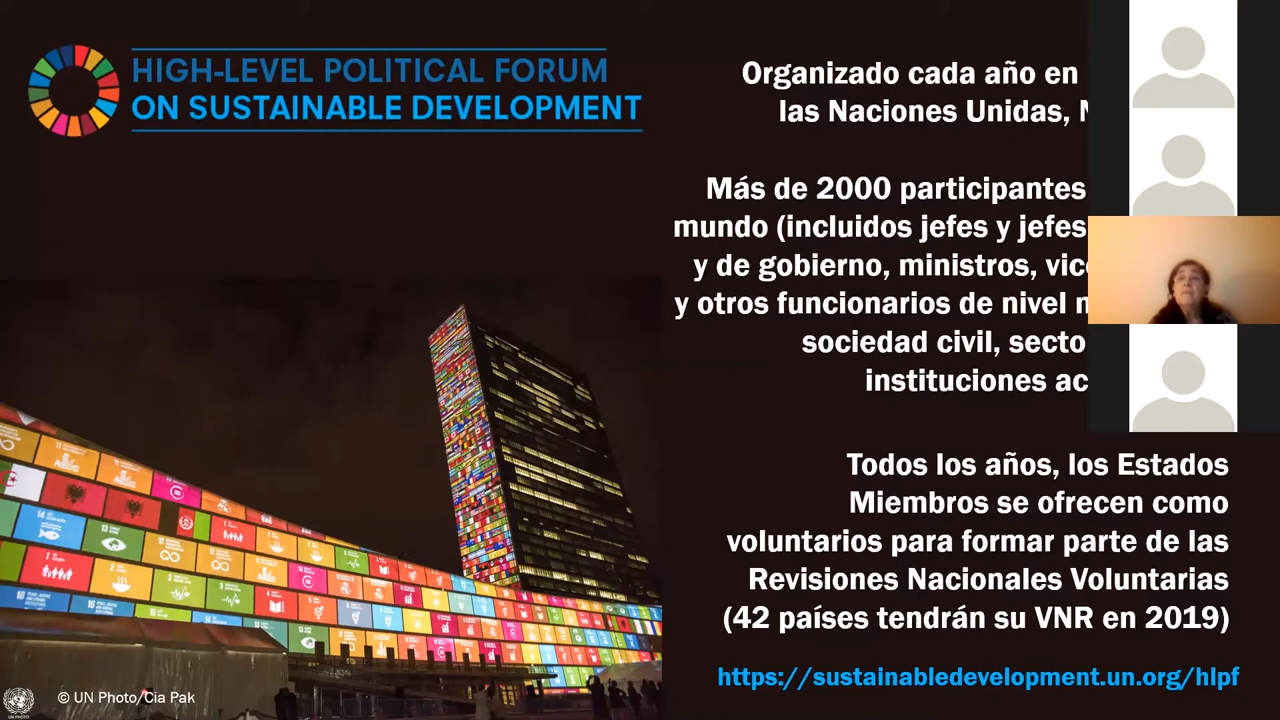 HIGH-LEVEL POLITICAL FORUM
ON SUSTAINABLE DEVELOPMENT
Organizado cada año en
las Naciones Unidas,
Más de 2000 participantes
mundo (incluidos jefes y jefes
y de gobierno, ministros,
y otros funcionarios de nivel
sociedad civil,
instituciones
Todos los años, los Estados
Miembros se ofrecen como
voluntarios para formar parte de las
Revisiones Nacionales Voluntarias
(42 países tendrán su VNR en 2019)
https://sustainabledevelopment.un.org/hlpf
© UN Photo/Cia Pak